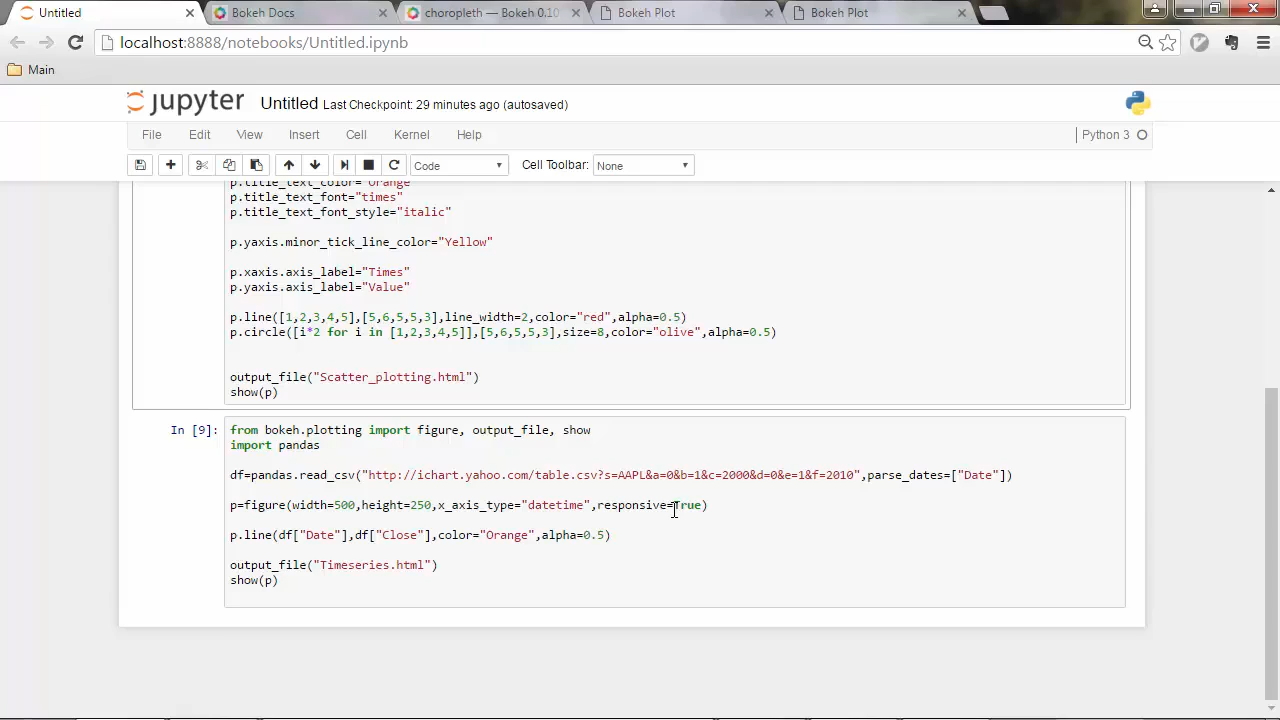 Untitled
Bokeh Docs
choropleth — Bokeh 0.10
Bokeh Plot
Bokeh Plot
localhost:8888/notebooks/Untitled.ipynb
Main
jupyter Untitled Last Checkpoint: 29 minutes ago (autosaved)
File Edit View Insert Cell Kernel Help Python 3
Code Cell Toolbar: None
p.title_text_color="Orange"
p.title_text_font="times"
p.title_text_font_style="italic"
p.yaxis.minor_tick_line_color="Yellow"
p.xaxis.axis_label="Times"
p.yaxis.axis_label="Value"
p.line([1,2,3,4,5],[5,6,5,5,3],line_width=2,color="red",alpha=0.5)
p.circle([i*2 for i in [1,2,3,4,5]],[5,6,5,5,3],size=8,color="olive",alpha=0.5)
output_file("Scatter_plotting.html")
show(p)
In [9]: from bokeh.plotting import figure, output_file, show
import pandas
df=pandas.read_csv("http://ichart.yahoo.com/table.csv?s=AAPL&a=0&b=1&c=2000&d=0&e=1&f=2010",parse_dates=["Date"])
p=figure(width=500,height=250,x_axis_type="datetime",responsive=True)
p.line(df["Date"],df["Close"],color="Orange",alpha=0.5)
output_file("Timeseries.html")
show(p)